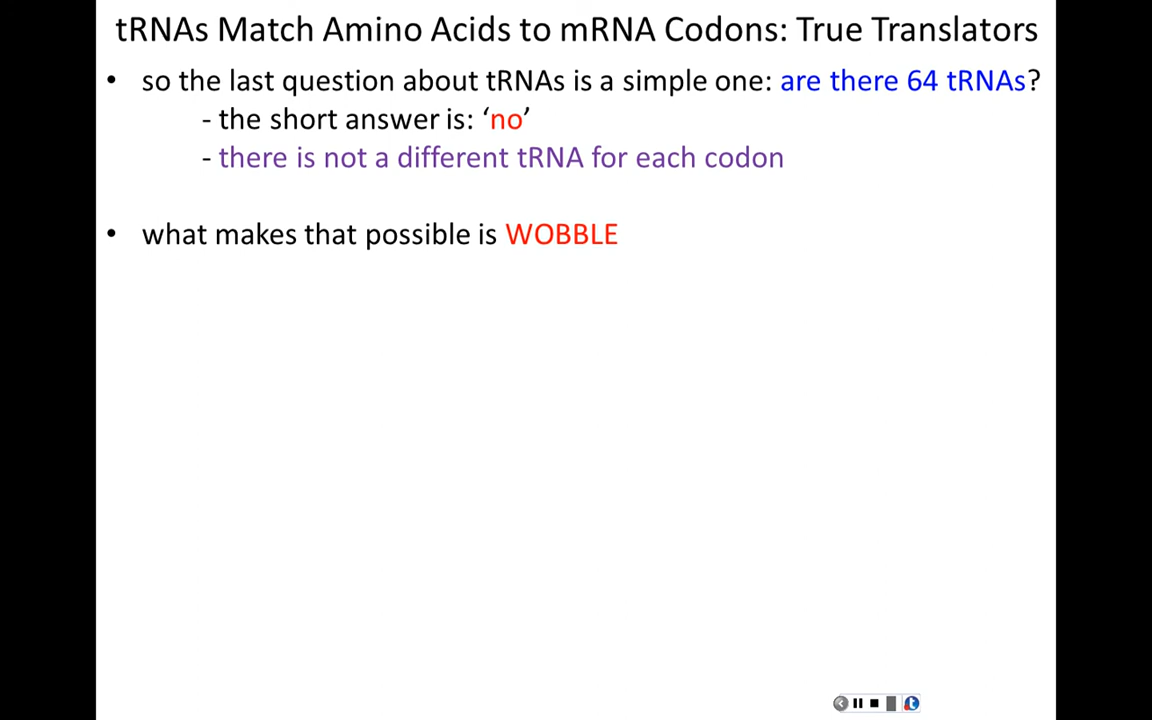 tRNAs Match Amino Acids to mRNA Codons: True Translators
• so the last question about tRNAs is a simple one: are there 64 tRNAs?
- the short answer is: ‘no’
- there is not a different tRNA for each codon
• what makes that possible is WOBBLE